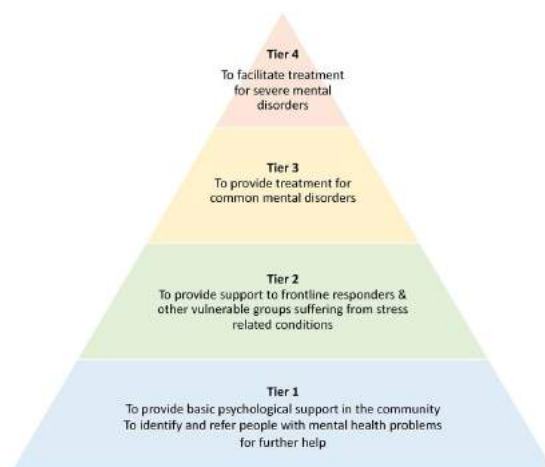 Tier 4
To facilitate treatment
for severe mental
disorders
Tier 3
To provide treatment for
common mental disorders
Tier 2
To provide support to frontline responders &
other vulnerable groups suffering from stress
related conditions
Tier 1
To provide basic psychological support in the community
To identify and refer people with mental health problems
for further help